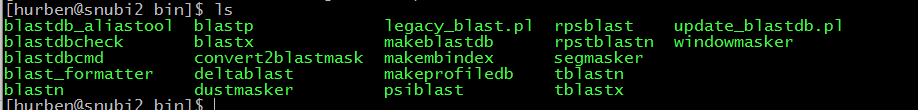 [hurben@snubi2 bin]$ ls
blastdb_aliastool blastp legacy_blast.pl rpsblast update_blastdb.pl
blastdbcheck blastx makeblastdb rpstblastn windowmasker
blastdbcmd convert2blastmask makembindex segmasker
blast_formatter deltablast makeprofiledb tblastn
blastn dustmasker psiblast tblastx
[hurben@snubi2 bin]$